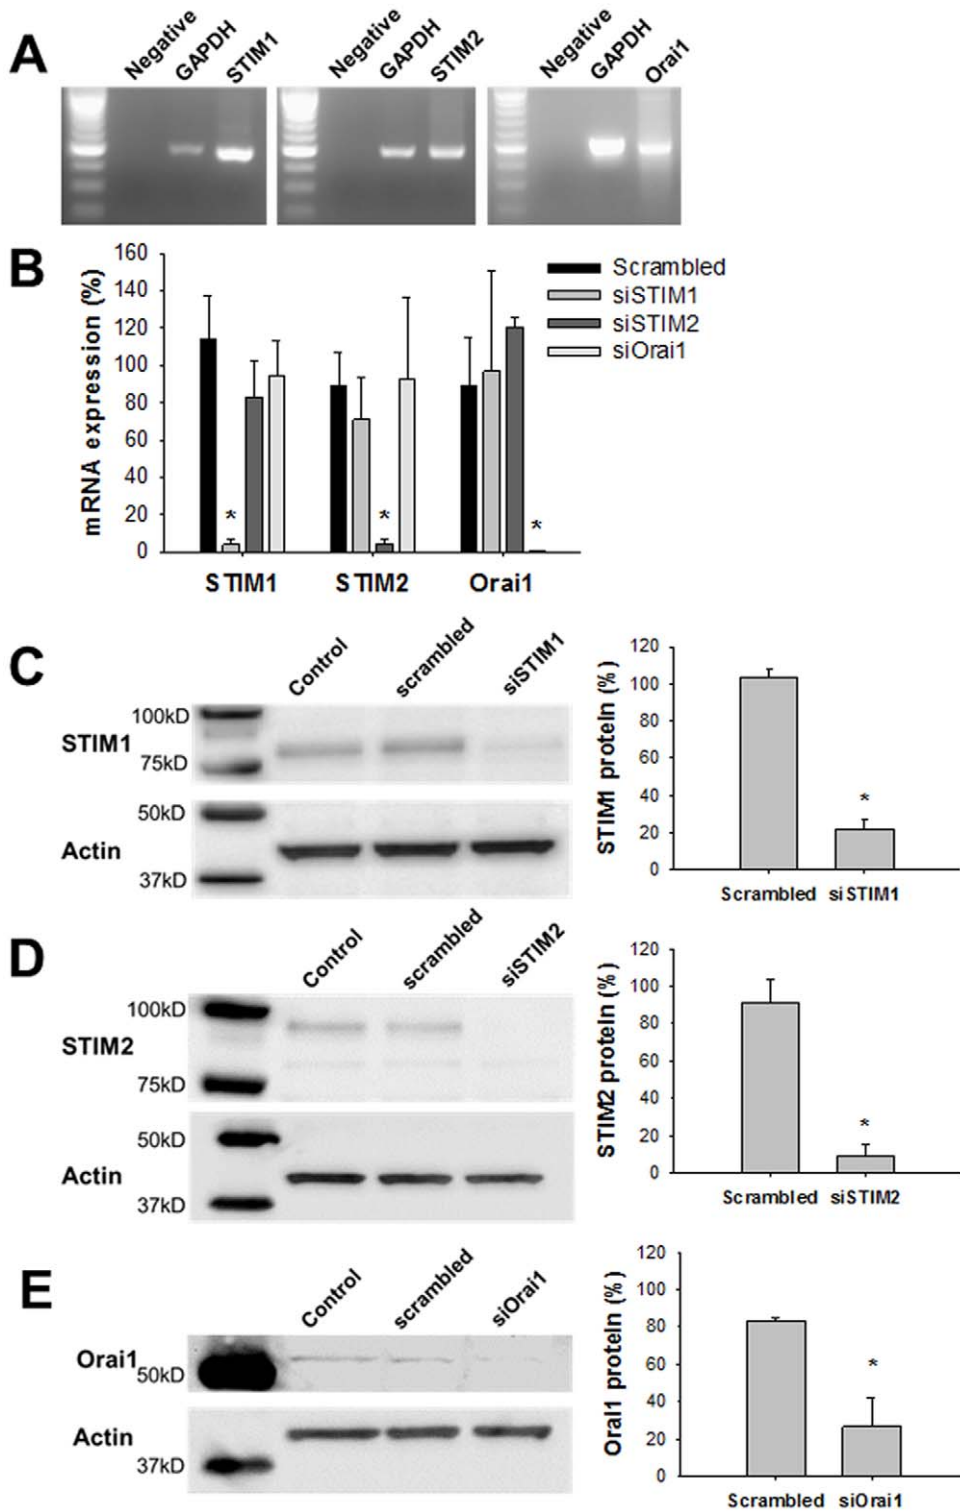 A
Negative GAPDH STIM1
Negative GAPDH STIM2
Negative GAPDH Orai1
B
mRNA expression (%)
160
140
120
100
80
60
40
20
0
* * *
STIM1 STIM2 Orai1
Scrambled
siSTIM1
siSTIM2
siOrai1
C
Control scrambled siSTIM1
100kD
STIM1
75kD
50kD
Actin
37kD
STIM1 protein (%)
120
100
80
60
40
20
0
*
Scrambled siSTIM1
D
Control scrambled siSTIM2
100kD
STIM2
75kD
50kD
Actin
37kD
STIM2 protein (%)
120
100
80
60
40
20
0
*
Scrambled siSTIM2
E
Control scrambled siOrai1
Orai1
50kD
Actin
37kD
Orai1 protein (%)
120
100
80
60
40
20
0
*
Scrambled siOrai1